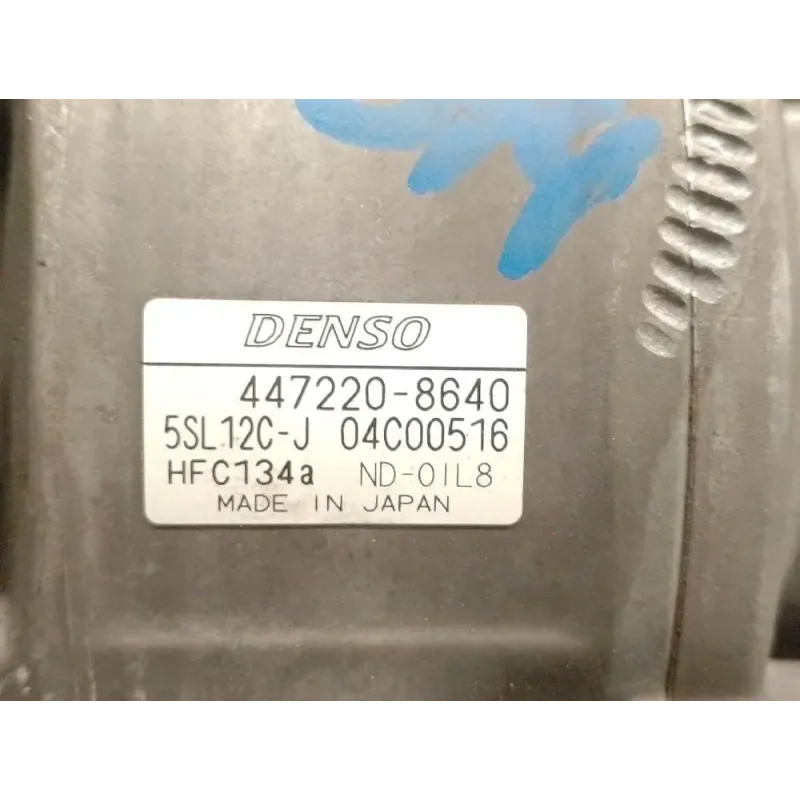 DENSO
447220-8640
5SL12C-J 04C00516
HFC134a ND-OIL8
MADE IN JAPAN